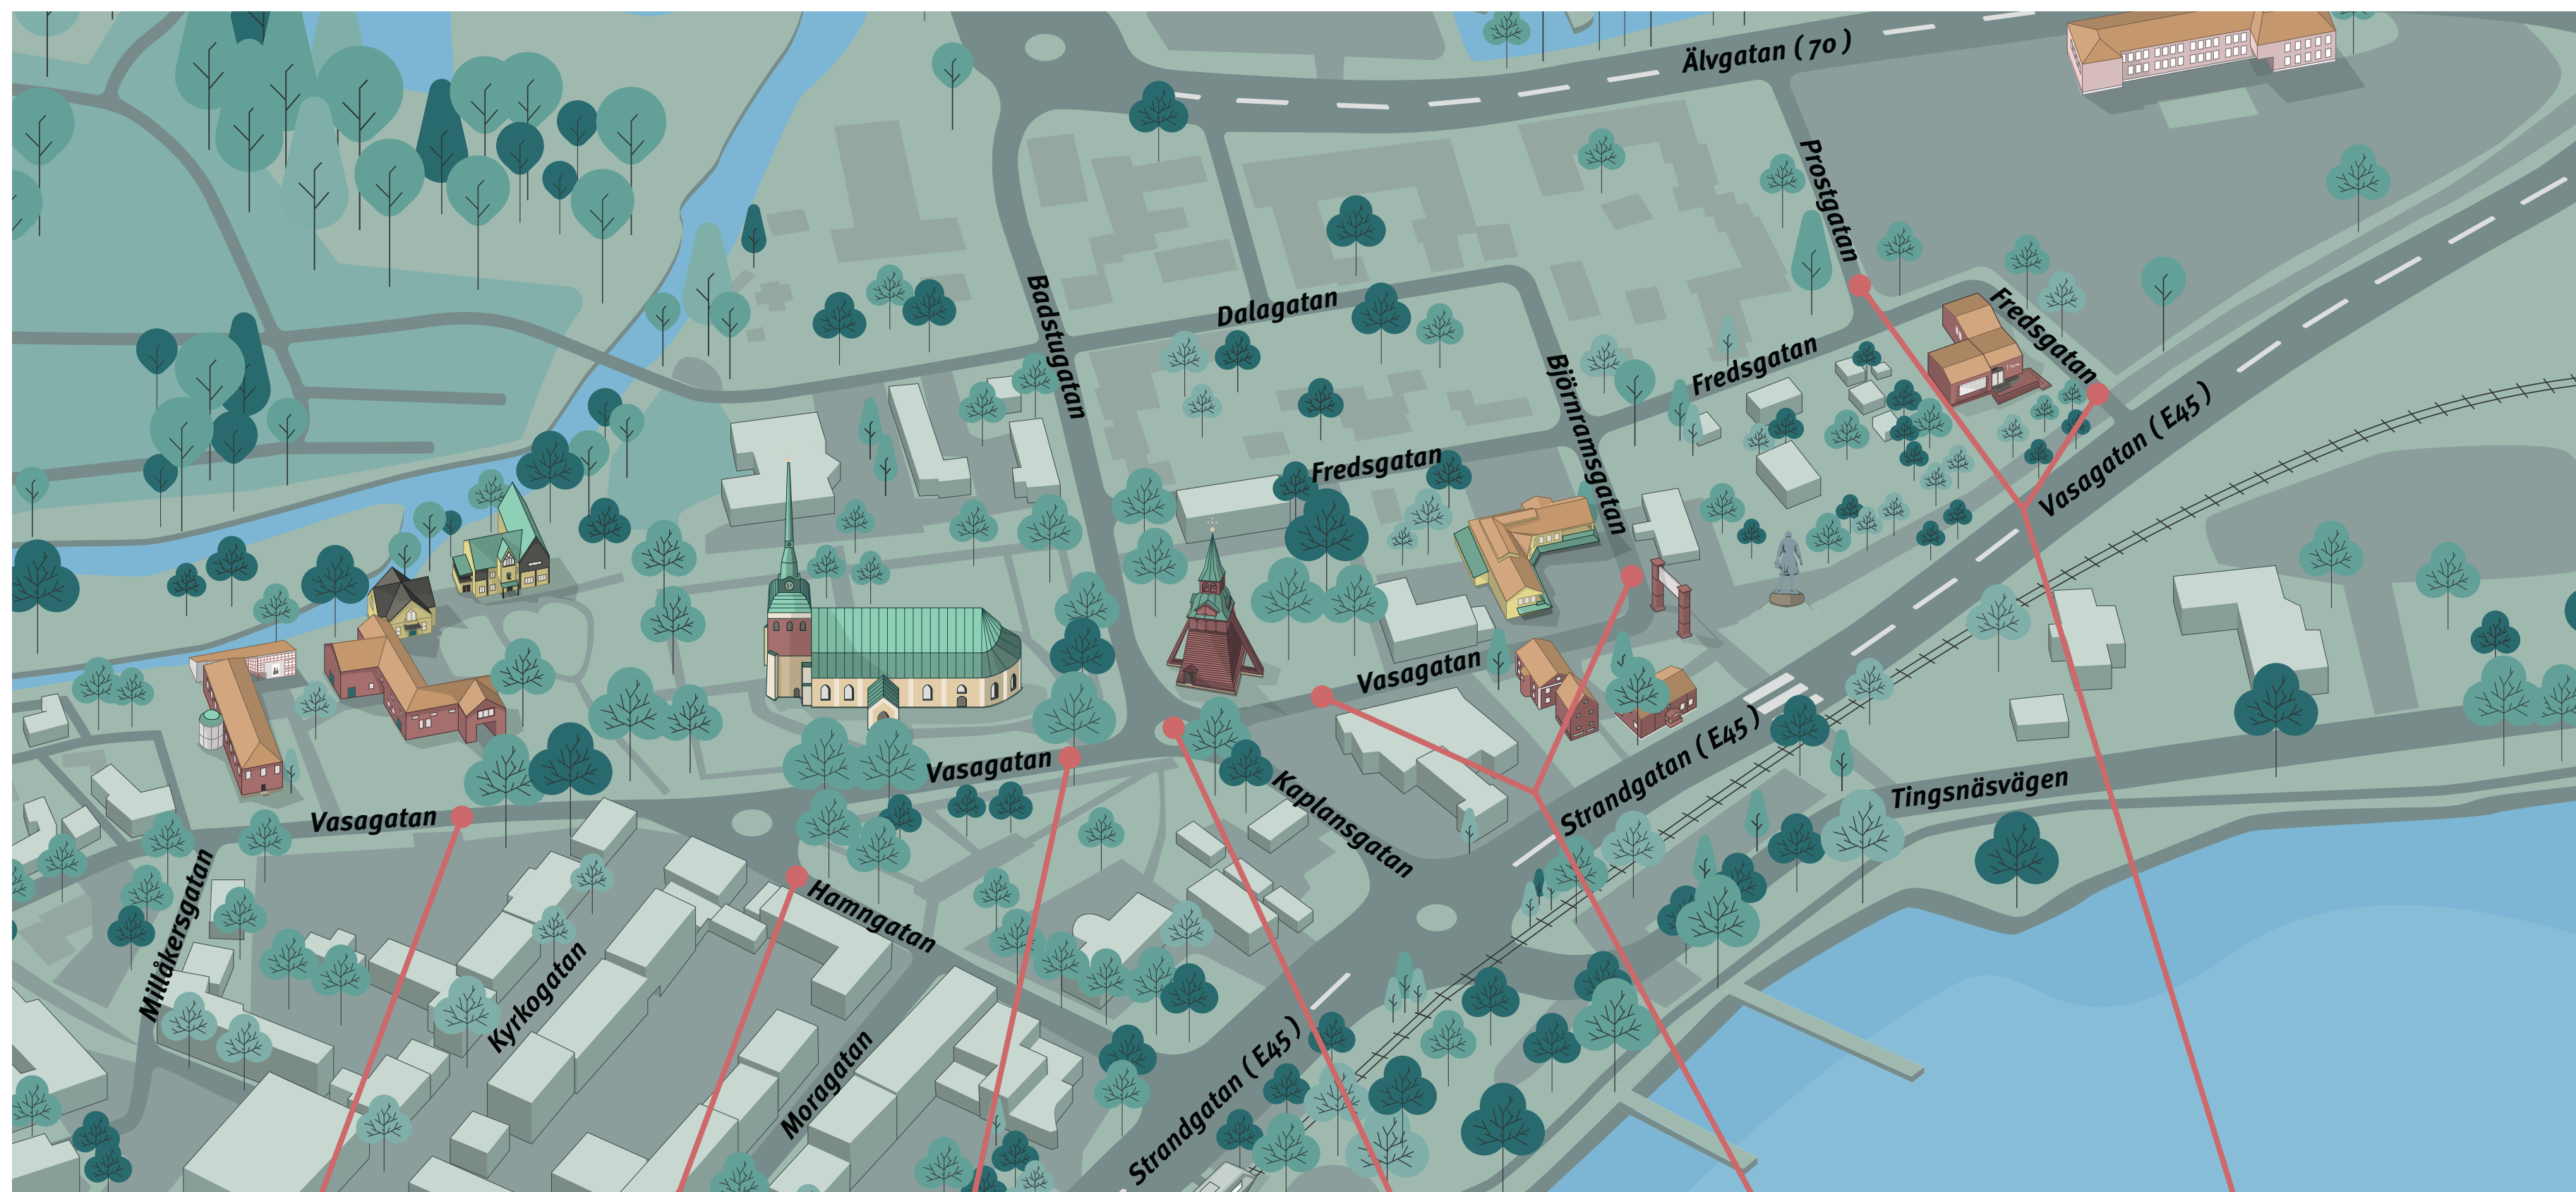 Älvgatan ( 70 )
Prostgatan
Badstugatan
Dalagatan
Fredsgatan
Björnramsgatan
Fredsgatan
Fredsgatan
Vasagatan ( E45 )
Vasagatan
Strandgatan ( E45 )
Vasagatan
Kaplansgatan
Tingsnäsvägen
Vasagatan
Millåkersgatan
Hamngatan
Kyrkogatan
Moragatan
Strandgatan ( E45 )